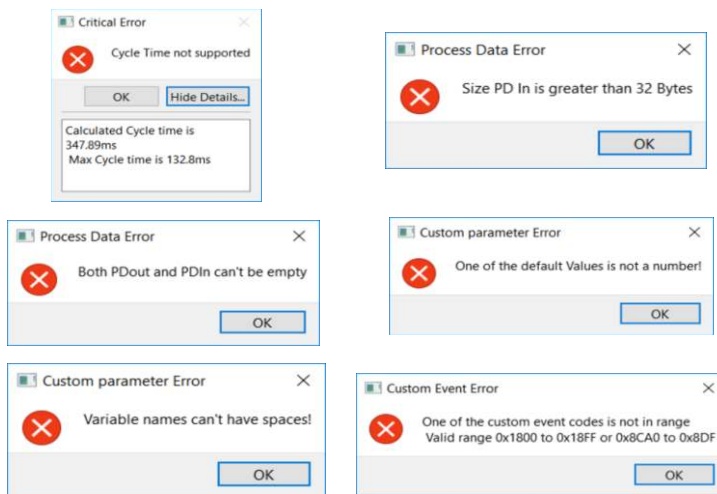 Critical Error
Cycle Time not supported
OK
Hide Details...
Calculated Cycle time is
347.89ms
Max Cycle time is 132.8ms
Process Data Error
Size PD In is greater than 32 Bytes
OK
Process Data Error
Both PDout and PDIn can't be empty
OK
Custom parameter Error
One of the default Values is not a number!
OK
Custom parameter Error
Variable names can't have spaces!
OK
Custom Event Error
One of the custom event codes is not in range
Valid range 0x1800 to 0x18FF or 0x8CA0 to 0x8DF
OK